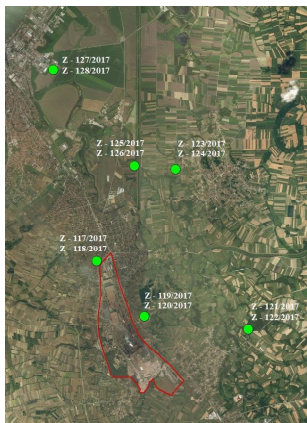 Z - 127/2017
Z - 128/2017
Z - 125/2017
Z - 126/2017
Z - 123/2017
Z - 124/2017
Z - 117/2017
Z - 118/2017
Z - 119/2017
Z - 120/2017
Z - 121/2017
Z - 122/2017